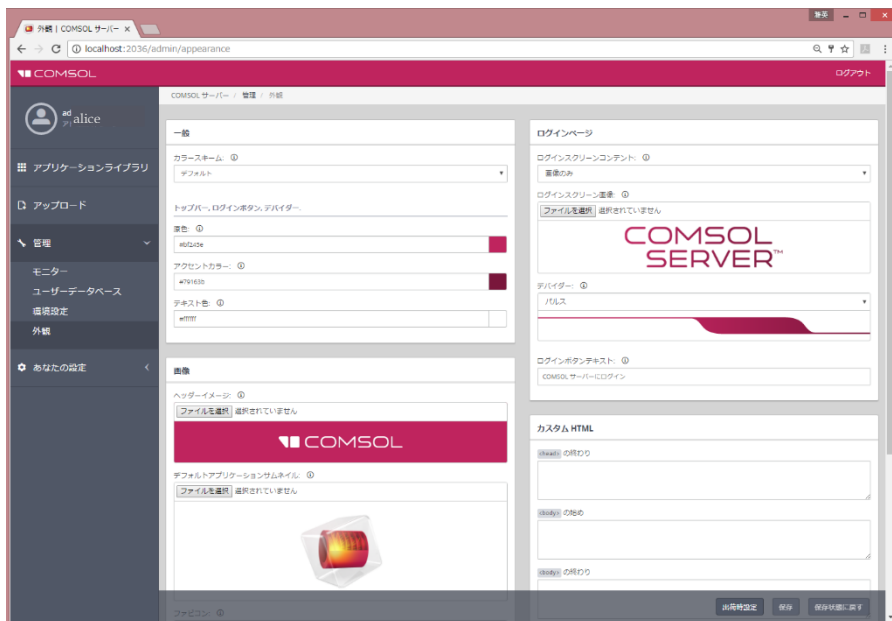 外観 | COMSOL サーバー ×
雅英
localhost:2036/admin/appearance
COMSOL
ログアウト
ad
alice
COMSOL サーバー / 管理 / 外観
アプリケーションライブラリ
アップロード
管理
モニター
ユーザーデータベース
環境設定
外観
あなたの設定
一般
カラースキーム:
デフォルト
トップバー, ログインボタン, デバイダー.
原色:
#bf245e
アクセントカラー:
#79163b
テキスト色:
#ffffff
画像
ヘッダーイメージ:
ファイルを選択 選択されていません
COMSOL
デフォルトアプリケーションサムネイル:
ファイルを選択 選択されていません
ファビコン:
ログインページ
ログインスクリーンコンテント:
画像のみ
ログインスクリーン画像:
ファイルを選択 選択されていません
COMSOL
SERVER™
デバイダー:
パルス
ログインボタンテキスト:
COMSOL サーバーにログイン
カスタム HTML
<head> の終わり
<body> の始め
<body> の終わり
出荷時設定 保存 保存状態に戻す